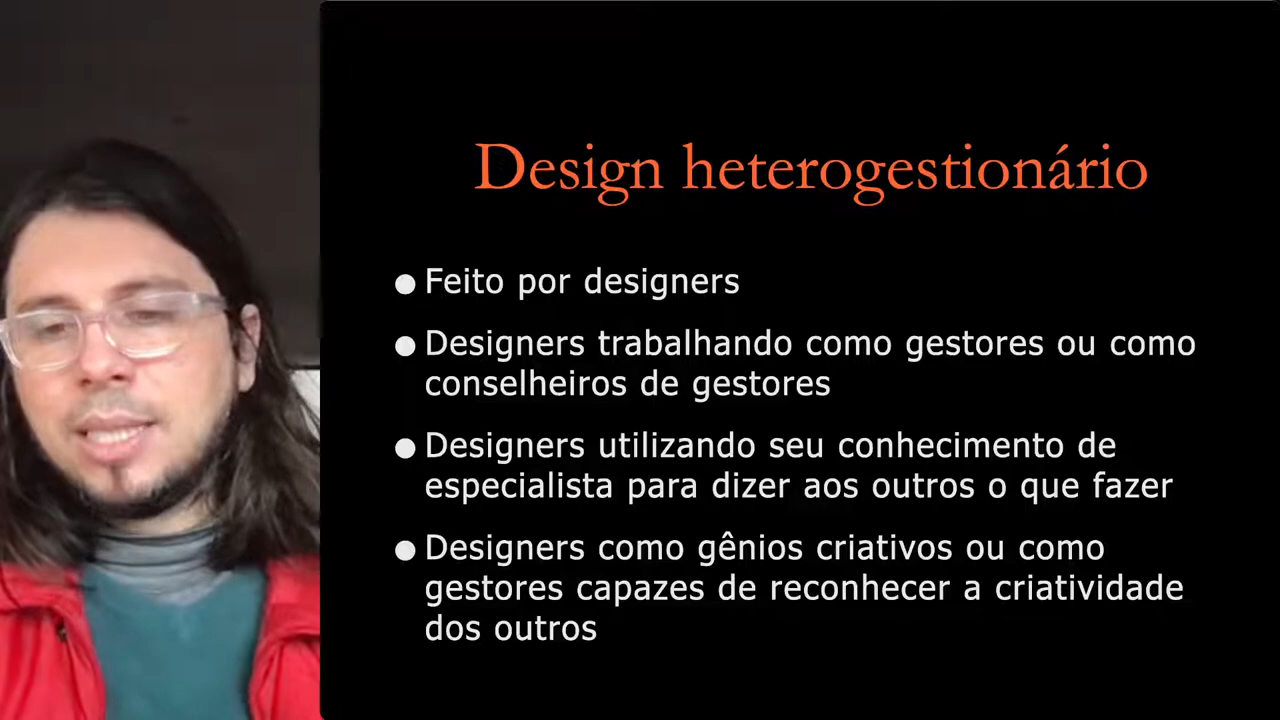 Design heterogestionário
● Feito por designers
● Designers trabalhando como gestores ou como
conselheiros de gestores
● Designers utilizando seu conhecimento de
especialista para dizer aos outros o que fazer
● Designers como gênios criativos ou como
gestores capazes de reconhecer a criatividade
dos outros